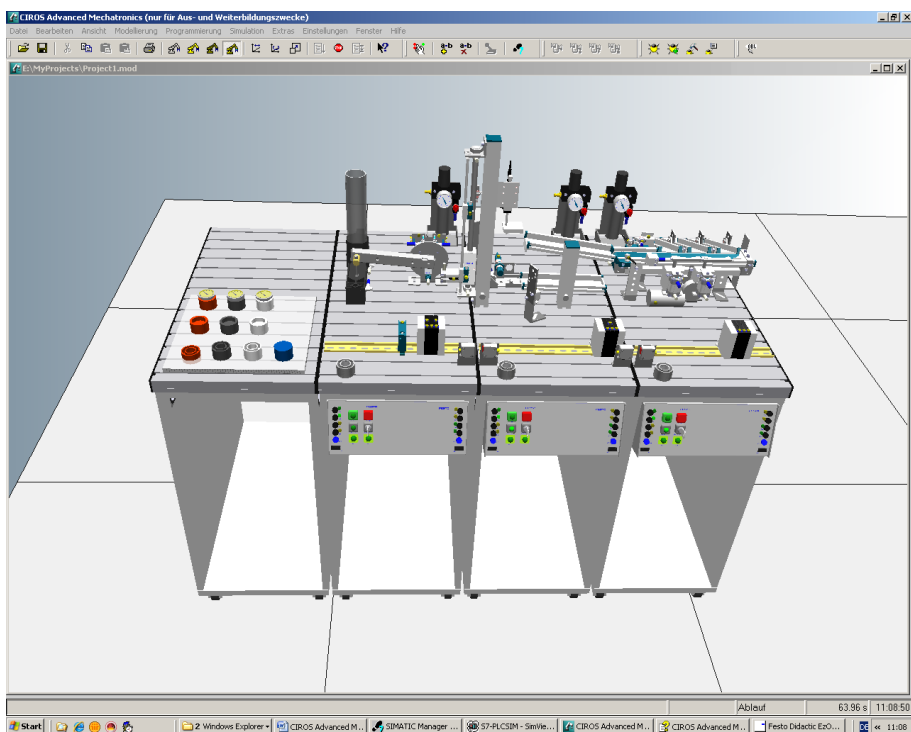 CIROS Advanced Mechatronics (nur für Aus- und Weiterbildungszwecke)
Datei Bearbeiten Ansicht Modellierung Programmierung Simulation Extras Einstellungen Fenster Hilfe
E:\MyProjects\Project1.mod
Ablauf 63.96 s 11:08:50
Start 2 Windows Explorer CIROS Advanced M... SIMATIC Manager ... S7-PLCSIM - SimVie... CIROS Advanced M... CIROS Advanced M... Festo Didactic EzO... DE « 11:08